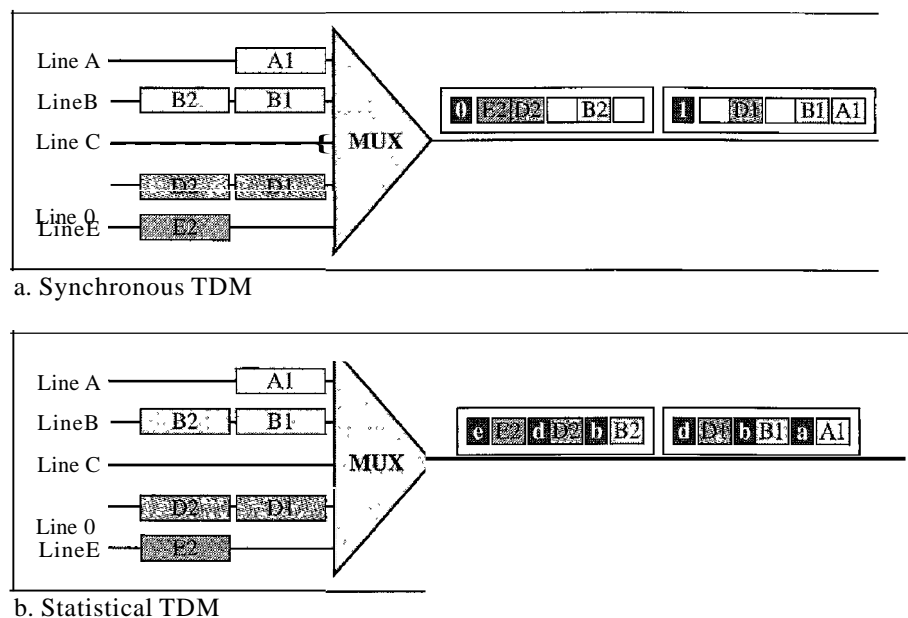 Line A A1
LineB B2 B1 0 E2 D2 B2 1 D1 B1 A1
Line C MUX
D2 D1
Line 0
LineE E2
a. Synchronous TDM
Line A A1
LineB B2 B1 e E2 d D2 b B2 d D1 b B1 a A1
Line C MUX
D2 D1
Line 0
LineE E2
b. Statistical TDM